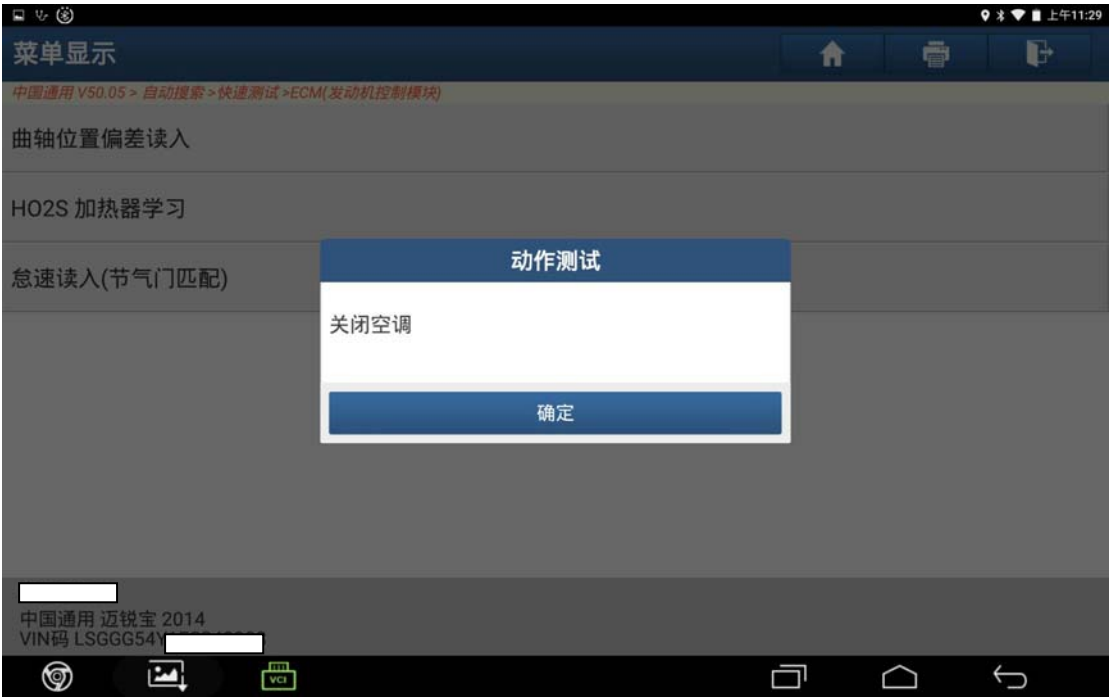 上午11:29
菜单显示
中国通用 V50.05 > 自动搜索 > 快速测试 >ECM(发动机控制模块)
曲轴位置偏差读入
HO2S 加热器学习
怠速读入(节气门匹配)
动作测试
关闭空调
确定
中国通用 迈锐宝 2014
VIN码 LSGGG54Y
VCI